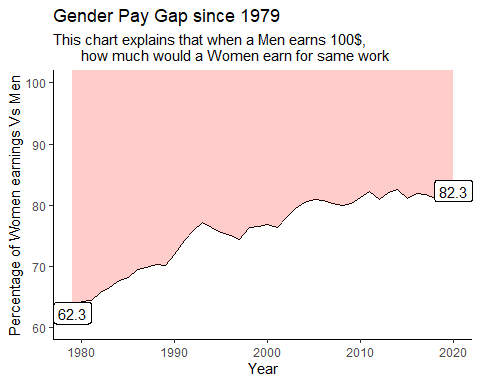 Gender Pay Gap since 1979
This chart explains that when a Men earns 100$,
how much would a Women earn for same work
Percentage of Women earnings Vs Men
100
90
80
70
60
62.3
82.3
1980
1990
2000
2010
2020
Year